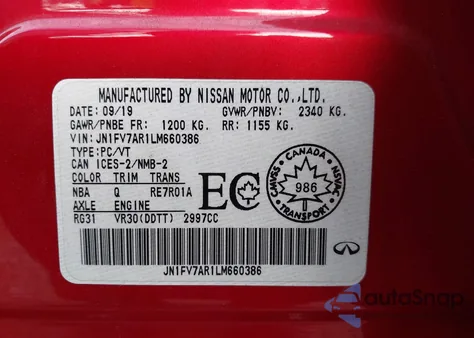 MANUFACTURED BY NISSAN MOTOR CO.,LTD.
DATE: 09/19 GVWR/PNBV: 2340 KG.
GAWR/PNBE FR: 1200 KG. RR: 1155 KG.
VIN: JN1FV7AR1LM660386
TYPE:PC/VT
CAN ICES-2/NMB-2
COLOR TRIM TRANS
NBA Q RE7R01A
AXLE ENGINE
RG31 VR30(DDTT) 2997CC
EC
CANADA
CMVSS 986 NSVAC
TRANSPORT
JN1FV7AR1LM660386
INFINITI
autoSnap